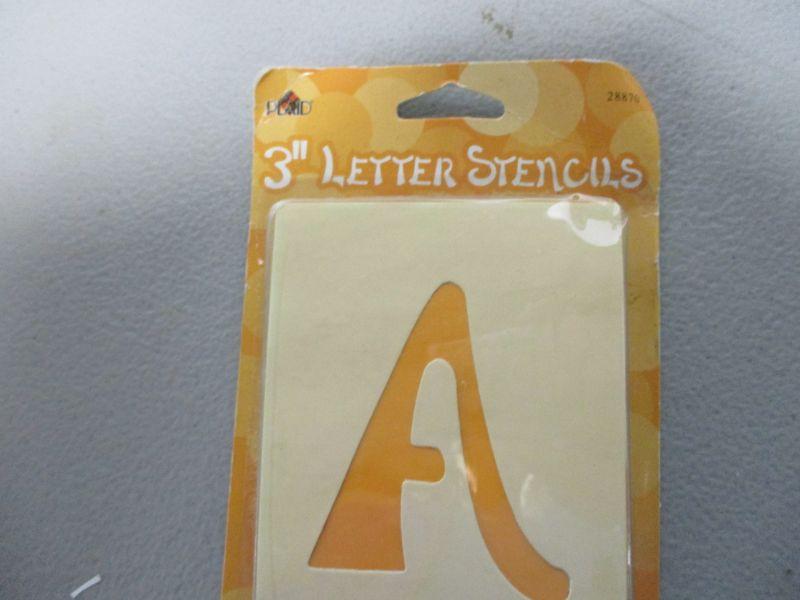 PLAID
28870
3" LETTER STENCILS
A